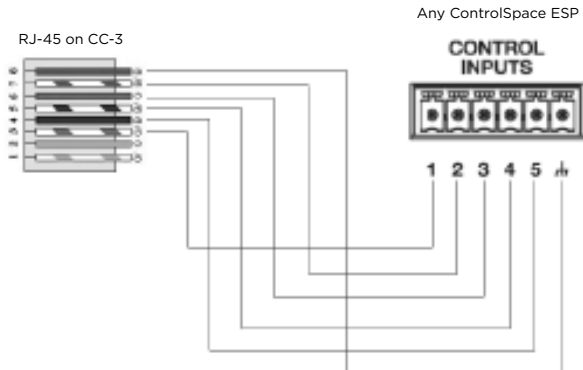 Any ControlSpace ESP
RJ-45 on CC-3
CONTROL
INPUTS
1 2 3 4 5